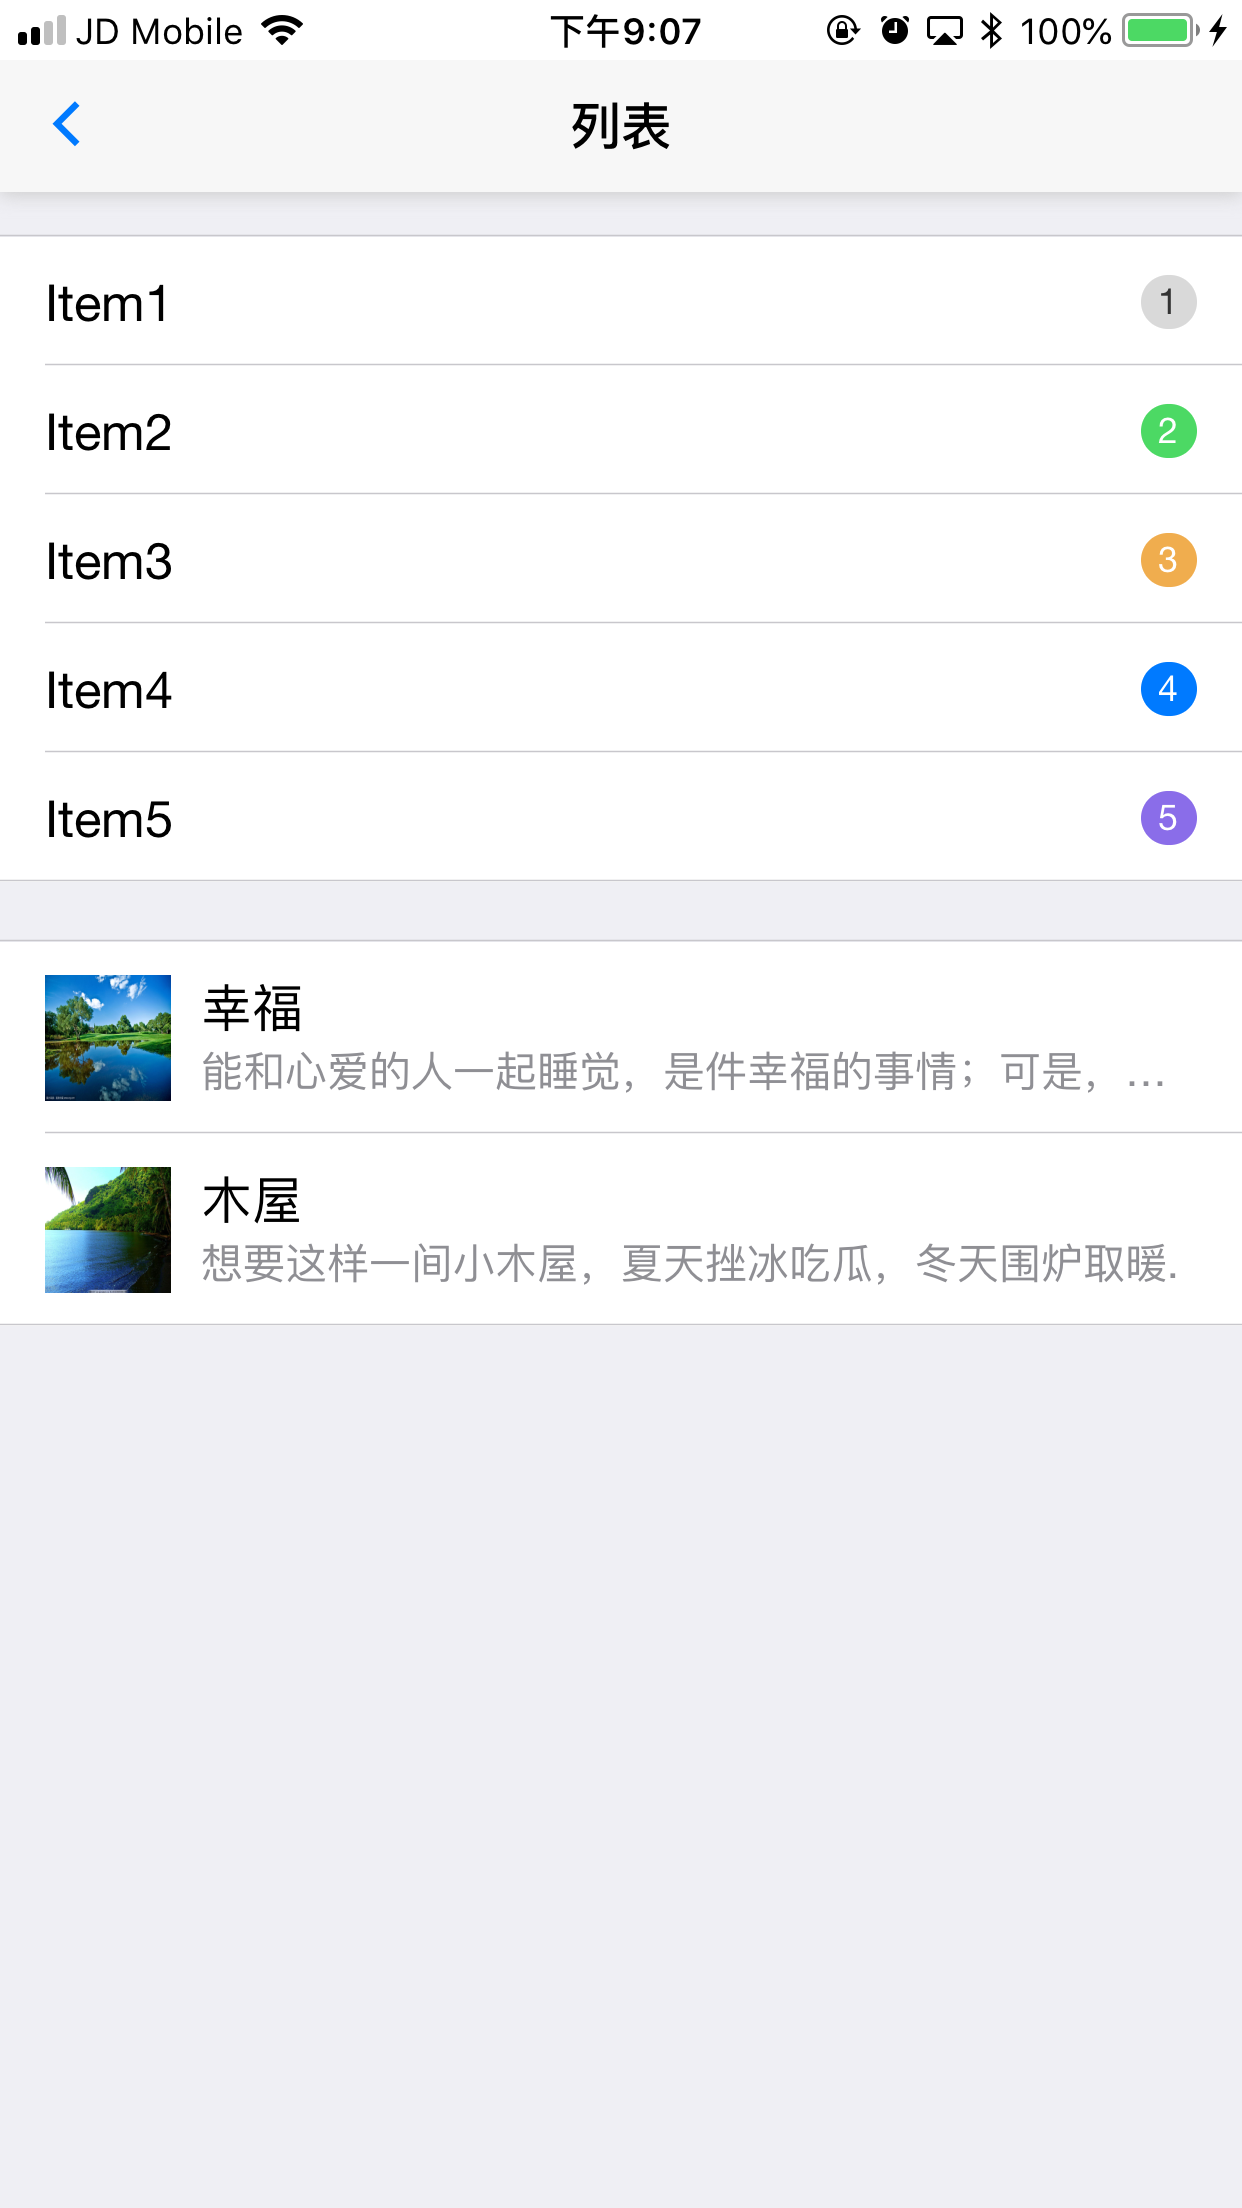 JD Mobile 下午9:07 100%
列表
Item1 1
Item2 2
Item3 3
Item4 4
Item5 5
幸福
能和心爱的人一起睡觉，是件幸福的事情；可是，...
木屋
想要这样一间小木屋，夏天挫冰吃瓜，冬天围炉取暖.